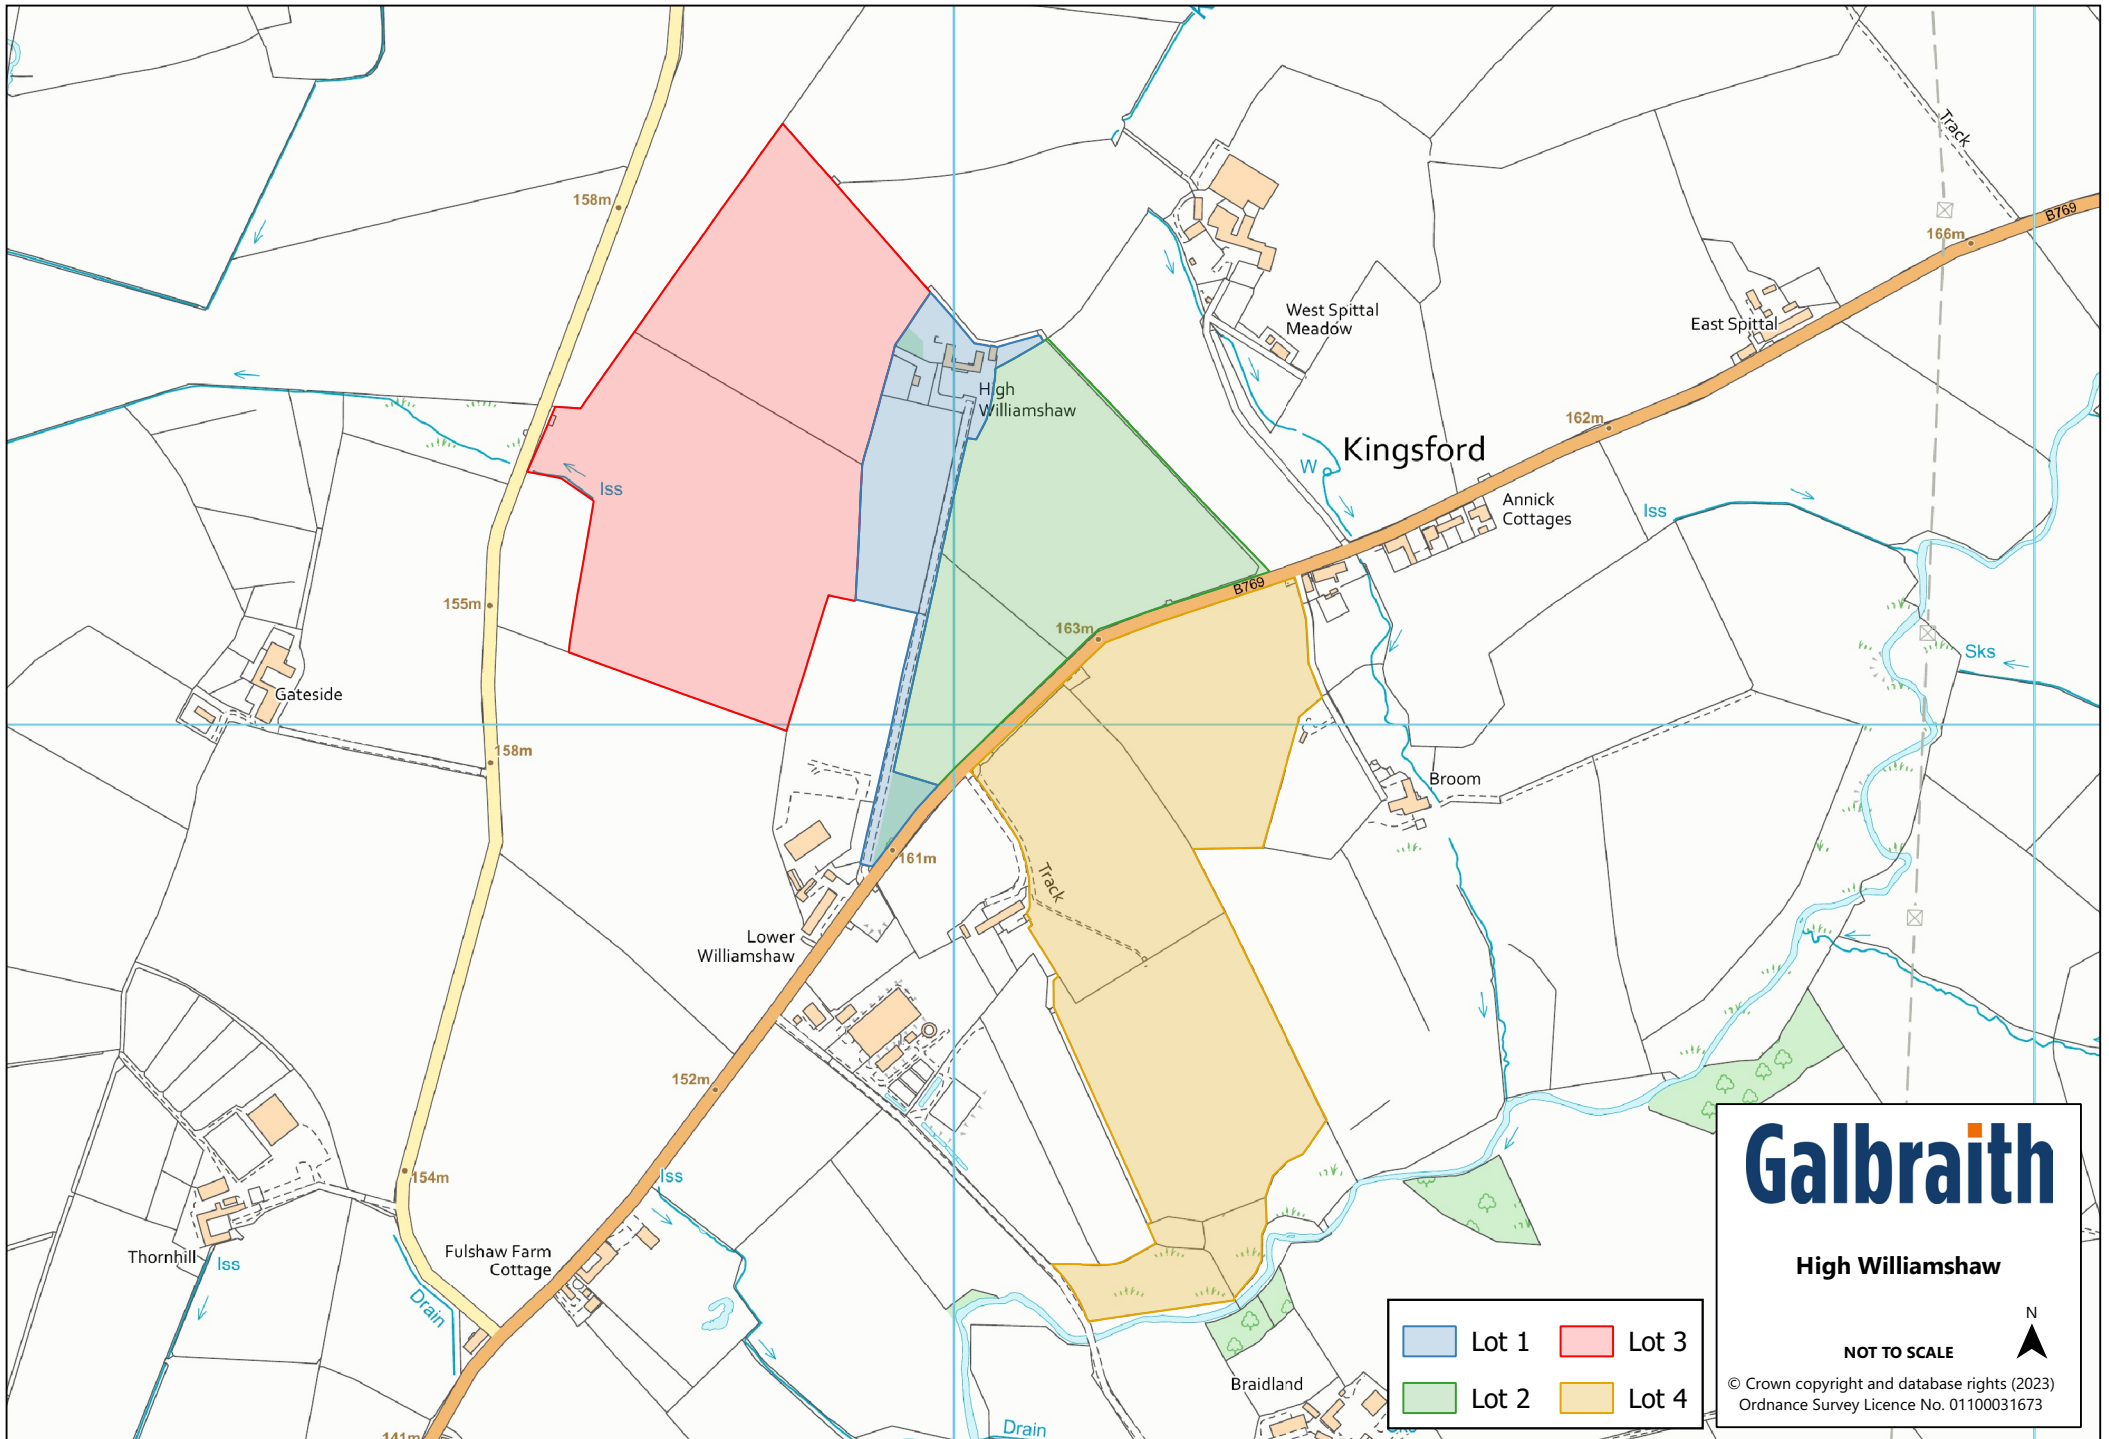 Track
B769
158m
166m
West Spittal
Meadow
East Spittal
High
Williamshaw
162m
Kingsford
W
Iss
Annick
Cottages
Iss
B769
155m
163m
Sks
Gateside
158m
Broom
161m
Track
Lower
Williamshaw
152m
154m
Iss
Thornhill
Iss
Fulshaw Farm
Cottage
Drain
Braidland
Drain
141m
Galbraith
High Williamshaw
N
NOT TO SCALE
© Crown copyright and database rights (2023)
Ordnance Survey Licence No. 01100031673
Lot 1
Lot 3
Lot 2
Lot 4